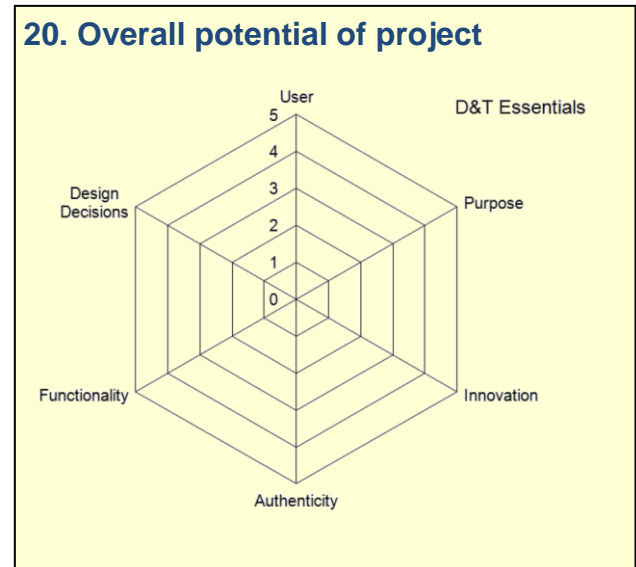 20. Overall potential of project
User
D&T Essentials
5
4
3
2
1
0
Design
Decisions
Purpose
Functionality
Innovation
Authenticity